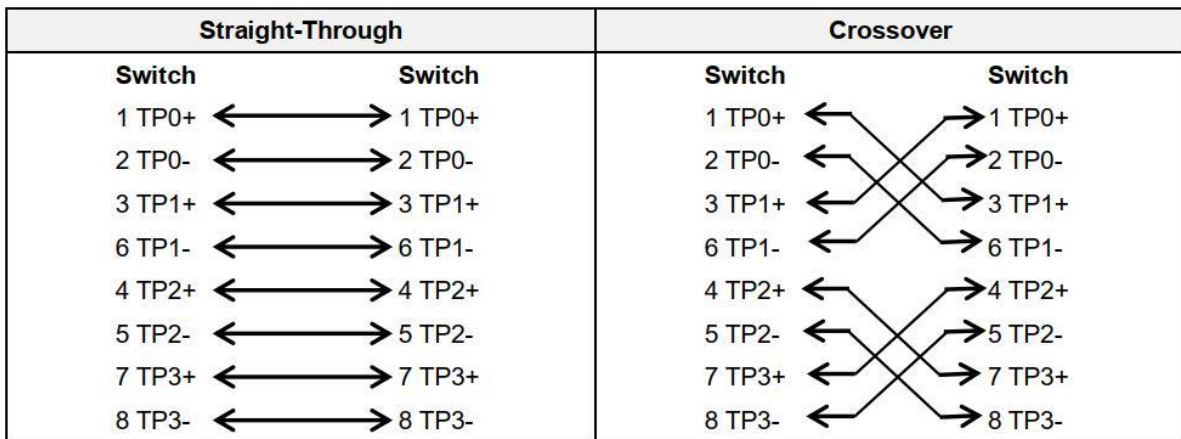 Straight-Through Crossover
Switch Switch Switch Switch
1 TP0+ 1 TP0+ 1 TP0+ 1 TP0+
2 TP0- 2 TP0- 2 TP0- 2 TP0-
3 TP1+ 3 TP1+ 3 TP1+ 3 TP1+
6 TP1- 6 TP1- 6 TP1- 6 TP1-
4 TP2+ 4 TP2+ 4 TP2+ 4 TP2+
5 TP2- 5 TP2- 5 TP2- 5 TP2-
7 TP3+ 7 TP3+ 7 TP3+ 7 TP3+
8 TP3- 8 TP3- 8 TP3- 8 TP3-